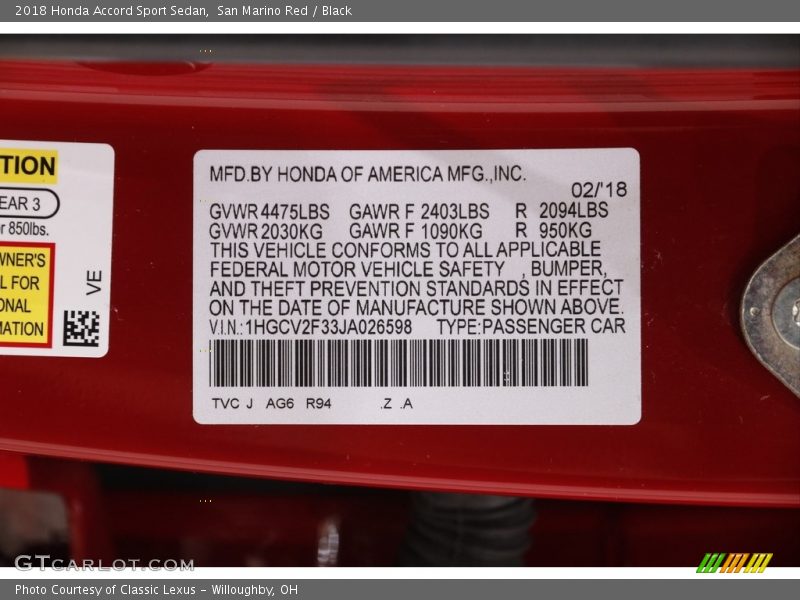 2018 Honda Accord Sport Sedan,  San Marino Red / Black
TION
EAR 3
r 850lbs.
WNER'S
L FOR
ONAL
MATION
VE
MFD.BY HONDA OF AMERICA MFG.,INC.
02/'18
GVWR 4475LBS GAWR F 2403LBS R 2094LBS
GVWR 2030KG GAWR F 1090KG R 950KG
THIS VEHICLE CONFORMS TO ALL APPLICABLE
FEDERAL MOTOR VEHICLE SAFETY , BUMPER,
AND THEFT PREVENTION STANDARDS IN EFFECT
ON THE DATE OF MANUFACTURE SHOWN ABOVE.
V.I.N.:1HGCV2F33JA026598 TYPE:PASSENGER CAR
TVC J AG6 R94 .Z .A
GTCARLOT.COM
Photo Courtesy of Classic Lexus - Willoughby, OH